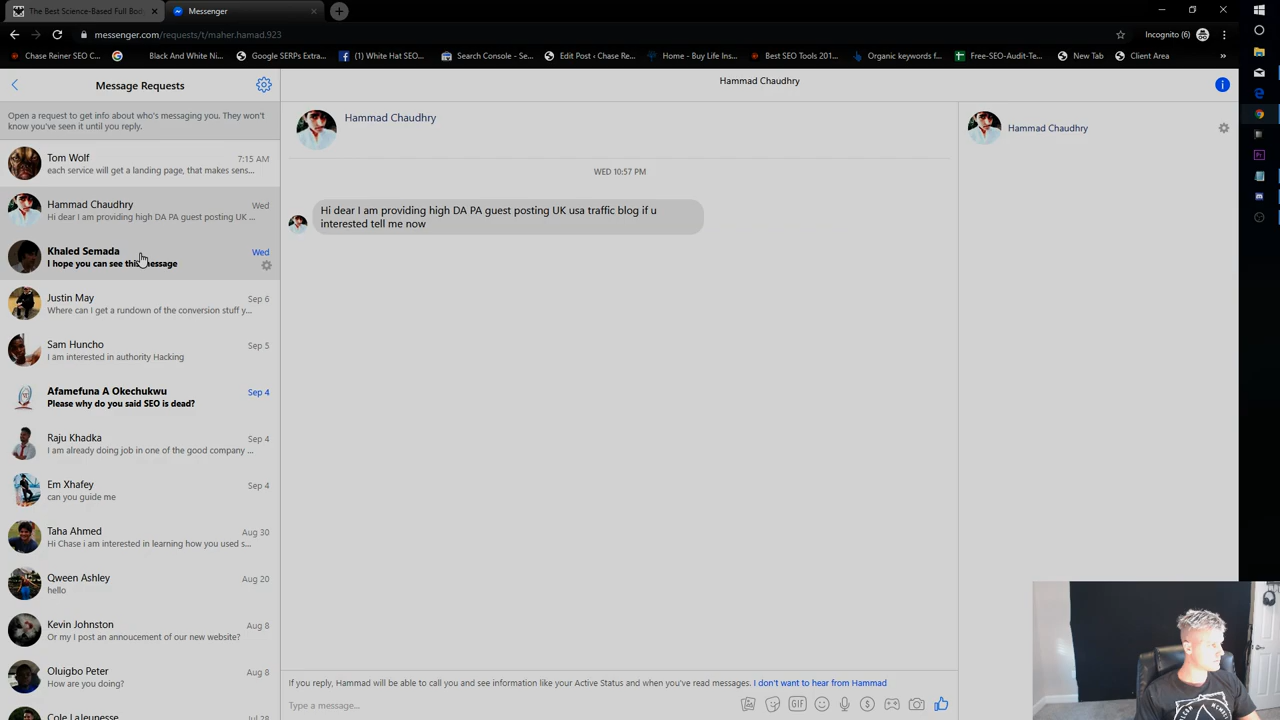 The Best Science-Based Full Bod
Messenger
messenger.com/requests/t/maher.hamad.923
Incognito (6)
Chase Reiner SEO C...
Black And White Ni...
Google SERPs Extra...
(1) White Hat SEO...
Search Console - Se...
Edit Post ‹ Chase Re...
Home - Buy Life Ins...
Best SEO Tools 201...
Organic keywords f...
Free-SEO-Audit-Te...
New Tab
Client Area
Message Requests
Hammad Chaudhry
Open a request to get info about who's messaging you. They won't
know you've seen it until you reply.
Hammad Chaudhry
Hammad Chaudhry
Tom Wolf
7:15 AM
each service will get a landing page, that makes sens...
WED 10:57 PM
Hammad Chaudhry
Wed
Hi dear I am providing high DA PA guest posting UK ...
Hi dear I am providing high DA PA guest posting UK usa traffic blog if u
interested tell me now
Khaled Semada
Wed
I hope you can see this message
Justin May
Sep 6
Where can I get a rundown of the conversion stuff y...
Sam Huncho
Sep 5
I am interested in authority Hacking
Afamefuna A Okechukwu
Sep 4
Please why do you said SEO is dead?
Raju Khadka
Sep 4
I am already doing job in one of the good company ...
Em Xhafey
Sep 4
can you guide me
Taha Ahmed
Aug 30
Hi Chase i am interested in learning how you used s...
Qween Ashley
Aug 20
hello
Kevin Johnston
Aug 8
Or my I post an annoucement of our new website?
Oluigbo Peter
Aug 8
How are you doing?
Cole LaJeunesse
Jul 28
If you reply, Hammad will be able to call you and see information like your Active Status and when you've read messages. I don't want to hear from Hammad
Type a message...
GIF